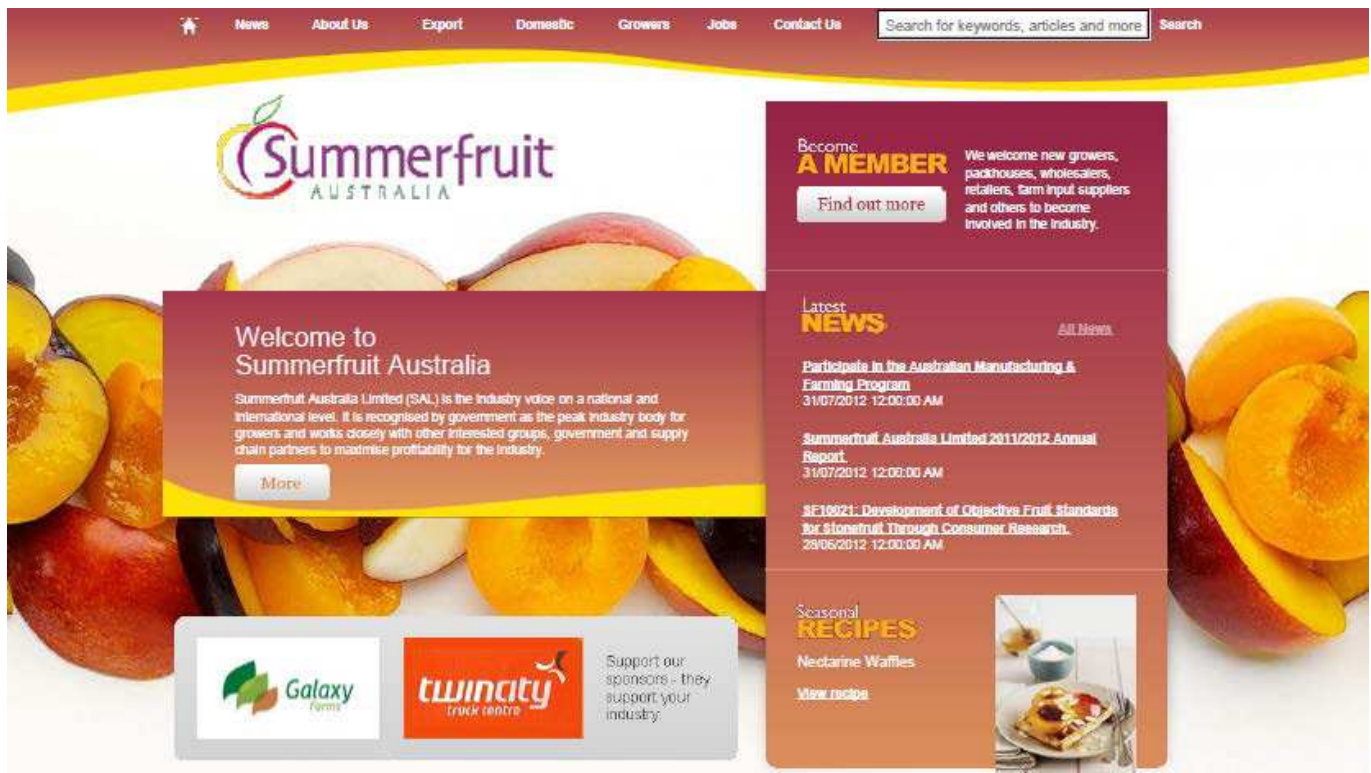 News About Us Export Domestic Growers Jobs Contact Us Search for keywords, articles and more Search
Summerfruit
AUSTRALIA
Become
A MEMBER
Find out more
We welcome new growers,
packhouses, wholesalers,
retailers, farm input suppliers
and others to become
involved in the industry.
Welcome to
Summerfruit Australia
Summerfruit Australia Limited (SAL) is the industry voice on a national and
international level. It is recognised by government as the peak industry body for
growers and works closely with other interested groups, government and supply
chain partners to maximise profitability for the industry.
More
Latest
NEWS
All News
Participate in the Australian Manufacturing &
Farming Program
31/07/2012 12:00:00 AM
Summerfruit Australia Limited 2011/2012 Annual
Report
31/07/2012 12:00:00 AM
SF10021: Development of Objective Fruit Standards
for Stonefruit Through Consumer Research.
28/06/2012 12:00:00 AM
Galaxy
Farms
twincity
truck centre
Support our
sponsors - they
support your
industry
Seasonal
RECIPES
Nectarine Waffles
View recipe